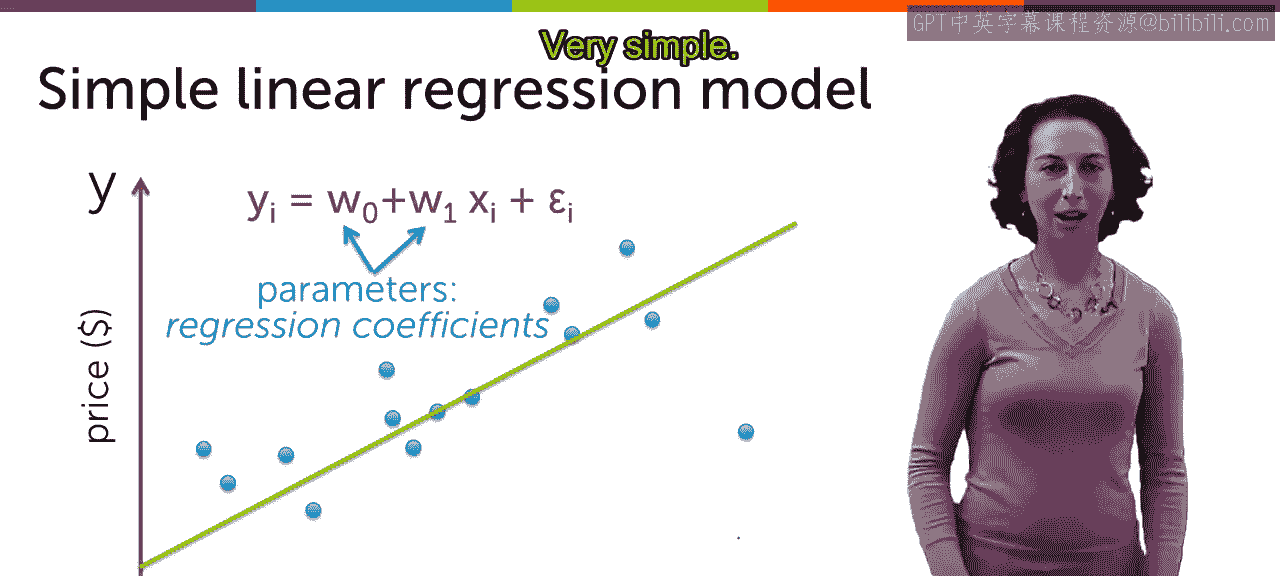 GPT中英字幕课程资源@bilibili.com
Very simple.
Simple linear regression model
y
yᵢ = w₀+w₁ xᵢ + εᵢ
parameters:
regression coefficients
price ($)